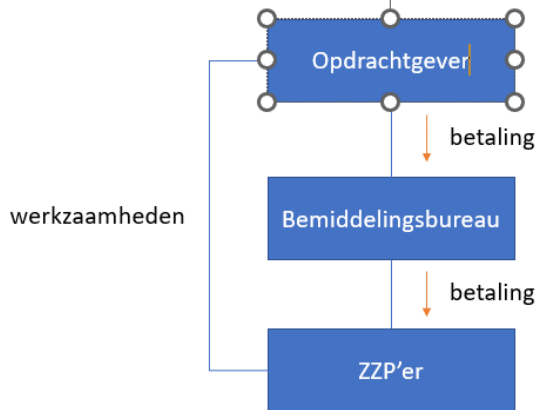 Opdrachtgever
betaling
werkzaamheden
Bemiddelingsbureau
betaling
ZZP'er